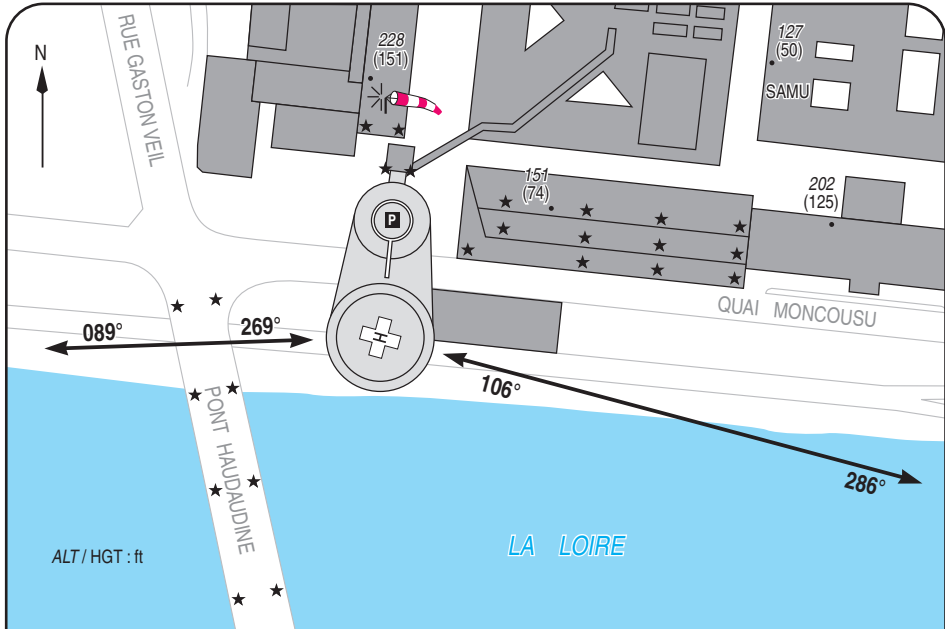 N
RUE GASTON VEIL
228
(151)
127
(50)
SAMU
151
(74)
202
(125)
P
QUAI MONCOUSU
089°
269°
H
106°
286°
PONT HAUDAUDINE
LA LOIRE
ALT / HGT : ft